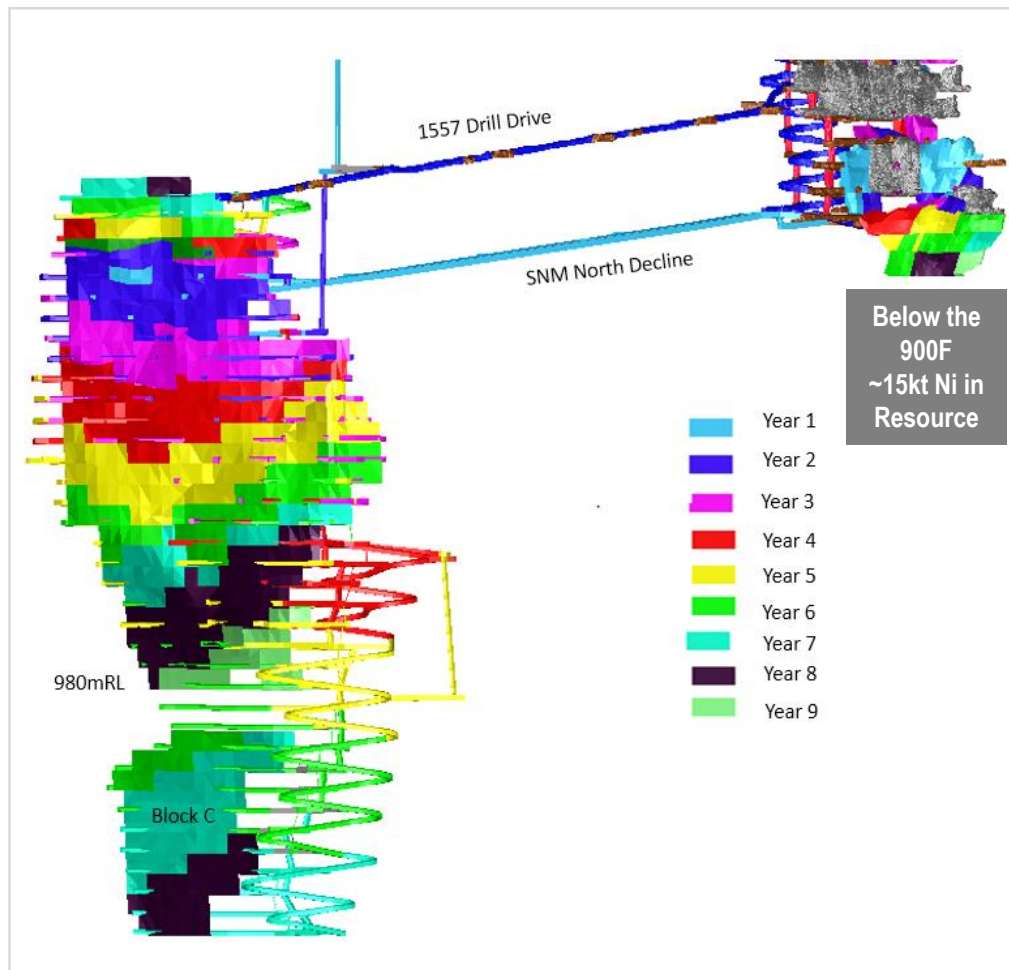 1557 Drill Drive
SNM North Decline
Below the
900F
~15kt Ni in
Resource
Year 1
Year 2
Year 3
Year 4
Year 5
Year 6
Year 7
Year 8
Year 9
980mRL
Block C